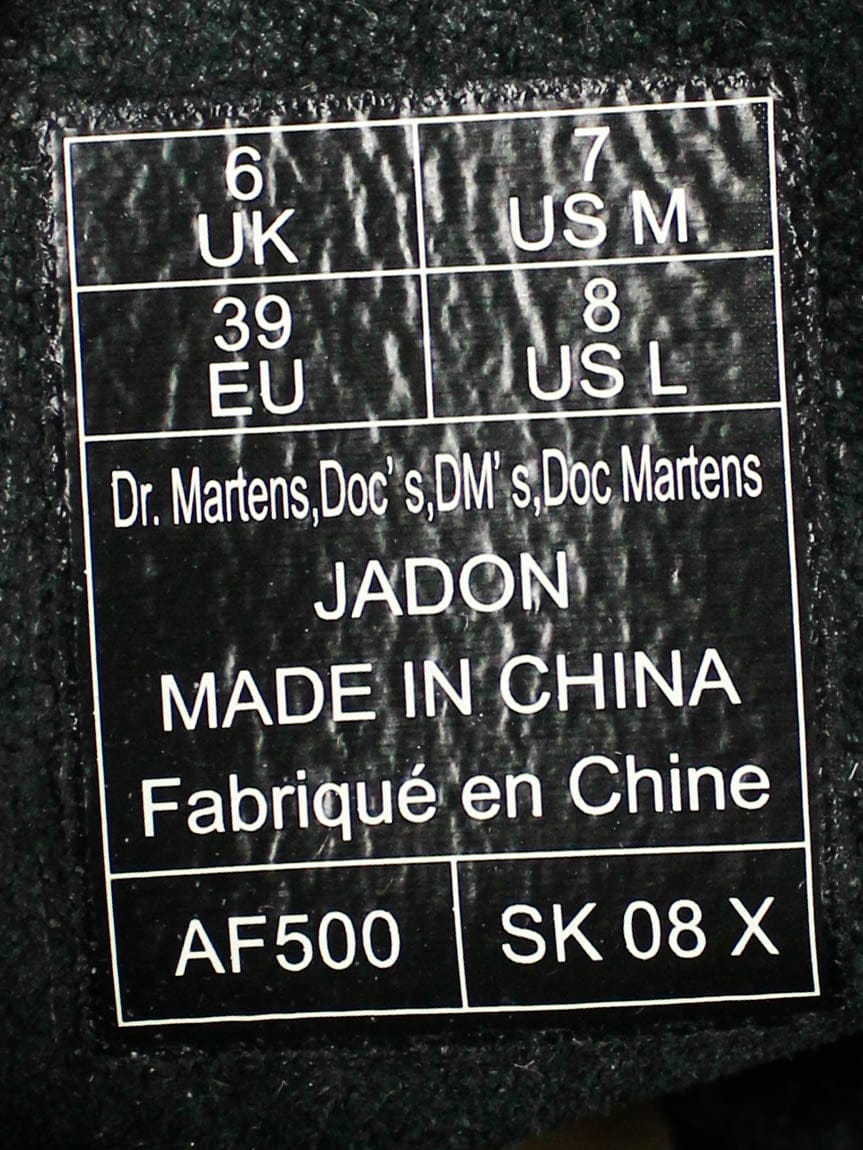 6
UK
7
US M
39
EU
8
US L
Dr. Martens,Doc's,DM's,Doc Martens
JADON
MADE IN CHINA
Fabriqué en Chine
AF500
SK 08 X